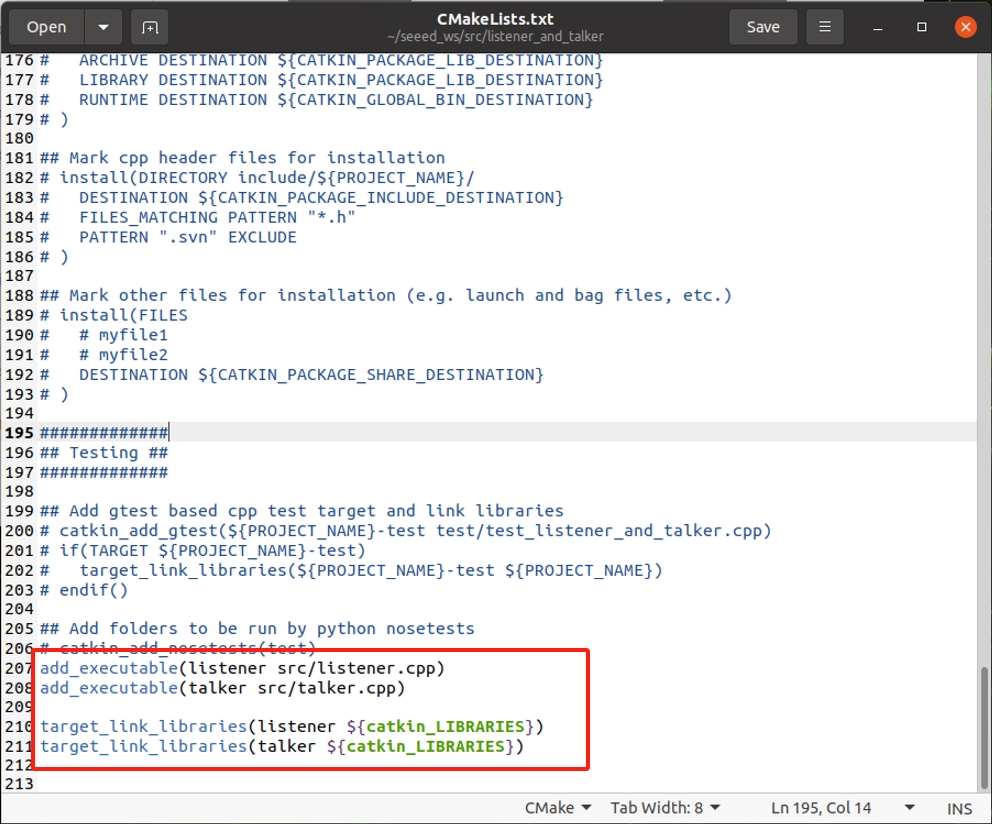 Open
CMakeLists.txt
~/seeed_ws/src/listener_and_talker
Save
176 #   ARCHIVE DESTINATION ${CATKIN_PACKAGE_LIB_DESTINATION}
177 #   LIBRARY DESTINATION ${CATKIN_PACKAGE_LIB_DESTINATION}
178 #   RUNTIME DESTINATION ${CATKIN_GLOBAL_BIN_DESTINATION}
179 # )
180
181 ## Mark cpp header files for installation
182 # install(DIRECTORY include/${PROJECT_NAME}/
183 #   DESTINATION ${CATKIN_PACKAGE_INCLUDE_DESTINATION}
184 #   FILES_MATCHING PATTERN "*.h"
185 #   PATTERN ".svn" EXCLUDE
186 # )
187
188 ## Mark other files for installation (e.g. launch and bag files, etc.)
189 # install(FILES
190 #   # myfile1
191 #   # myfile2
192 #   DESTINATION ${CATKIN_PACKAGE_SHARE_DESTINATION}
193 # )
194
195 #############
196 ## Testing ##
197 #############
198
199 ## Add gtest based cpp test target and link libraries
200 # catkin_add_gtest(${PROJECT_NAME}-test test/test_listener_and_talker.cpp)
201 # if(TARGET ${PROJECT_NAME}-test)
202 #   target_link_libraries(${PROJECT_NAME}-test ${PROJECT_NAME})
203 # endif()
204
205 ## Add folders to be run by python nosetests
206 # catkin_add_nosetests(test)
207 add_executable(listener src/listener.cpp)
208 add_executable(talker src/talker.cpp)
209
210 target_link_libraries(listener ${catkin_LIBRARIES})
211 target_link_libraries(talker ${catkin_LIBRARIES})
212
213
CMake Tab Width: 8 Ln 195, Col 14 INS